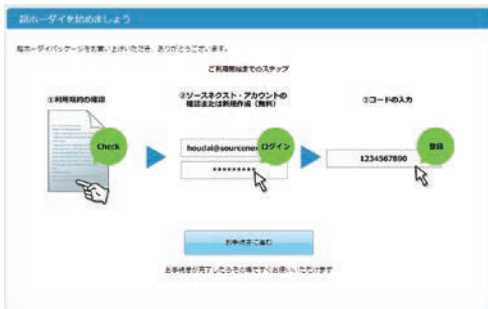 超ホーダイを始めましょう
超ホーダイパッケージをお買い上げいただき、ありがとうございます。
ご利用開始までのステップ
①利用規約の確認
②ソースネクスト・アカウントの
確認または新規作成（無料）
③コードの入力
Check
houdai@sourcenex
ログイン
*********
1234567890
登録
お手続きに進む
お手続きが完了したらその場ですぐお使いいただけます